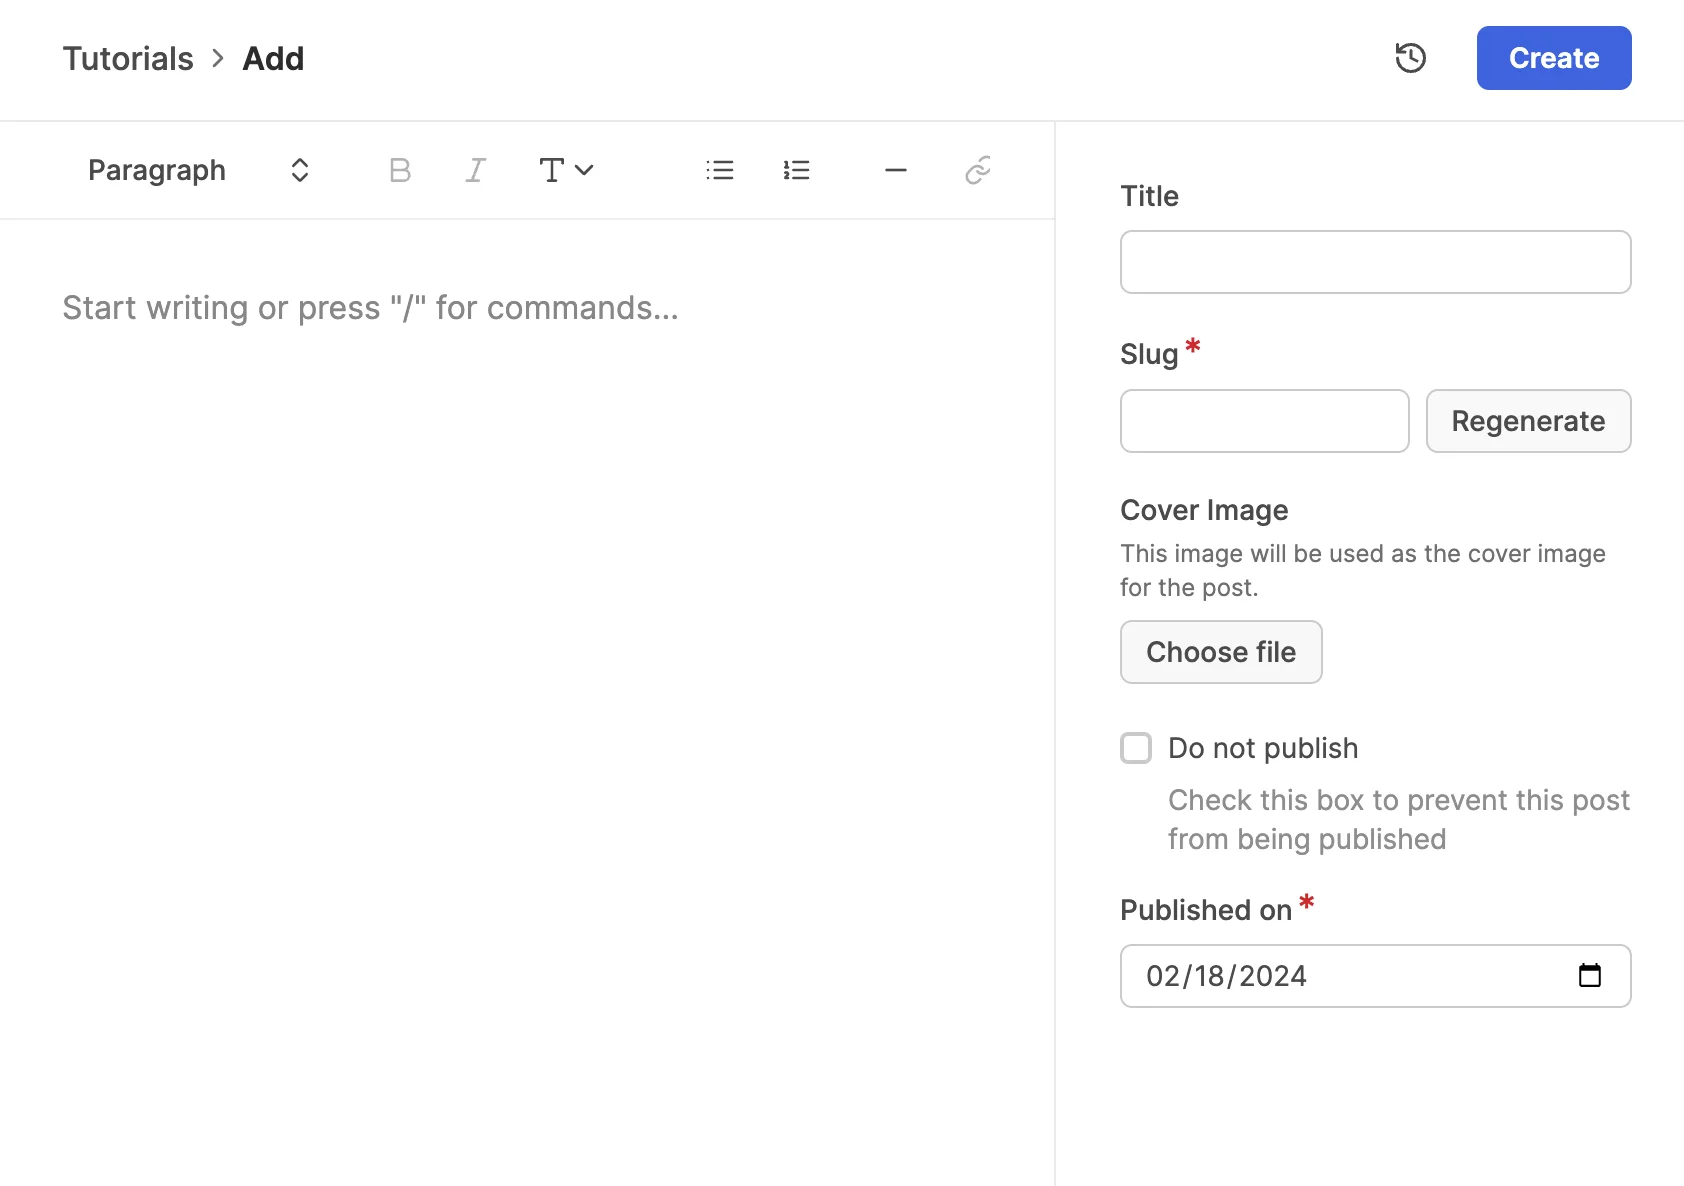 Tutorials > Add
Create
Paragraph
Start writing or press "/" for commands...
Title
Slug *
Regenerate
Cover Image
This image will be used as the cover image
for the post.
Choose file
Do not publish
Check this box to prevent this post
from being published
Published on *
02/18/2024